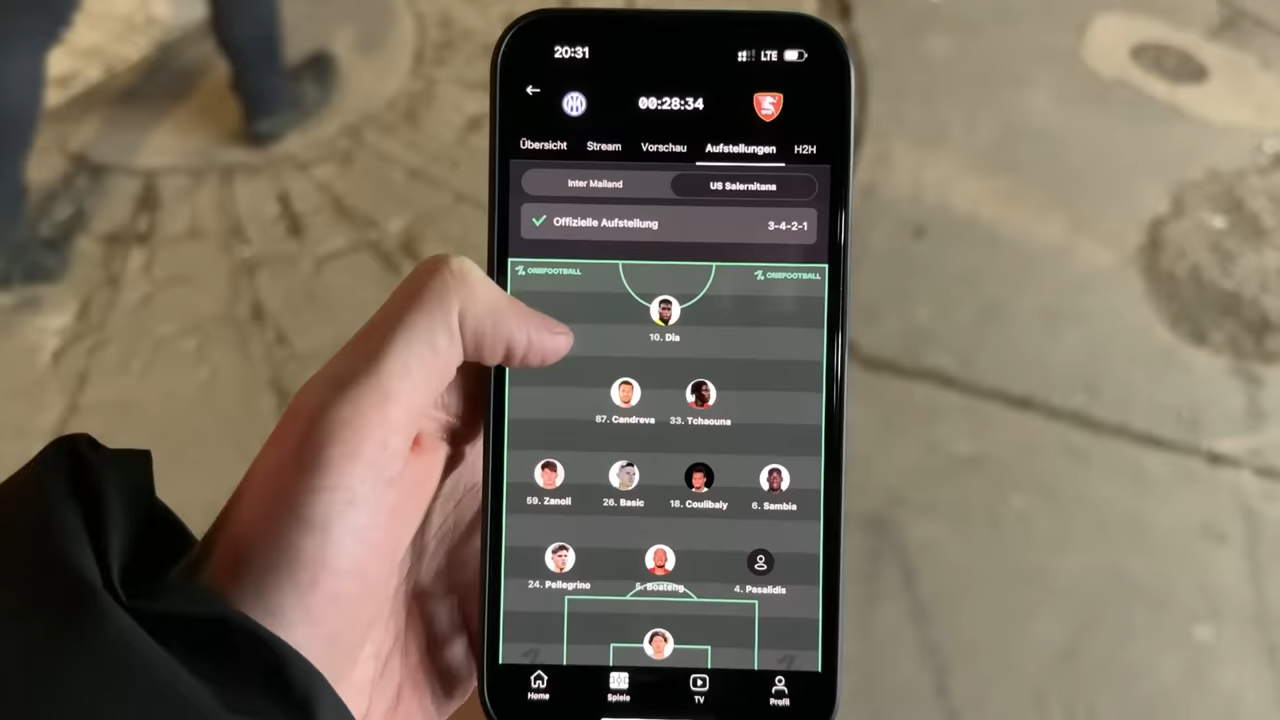 20:31 LTE
00:28:34
Übersicht Stream Vorschau Aufstellungen H2H
Inter Mailand US Salernitana
Offizielle Aufstellung 3-4-2-1
ONEFOOTBALL ONEFOOTBALL
10. Dia
87. Candreva 33. Tchaouna
59. Zanoli 26. Basic 18. Coulibaly 6. Sambia
24. Pellegrino 5. Boateng 4. Pasalidis
Home Spiele TV Profil